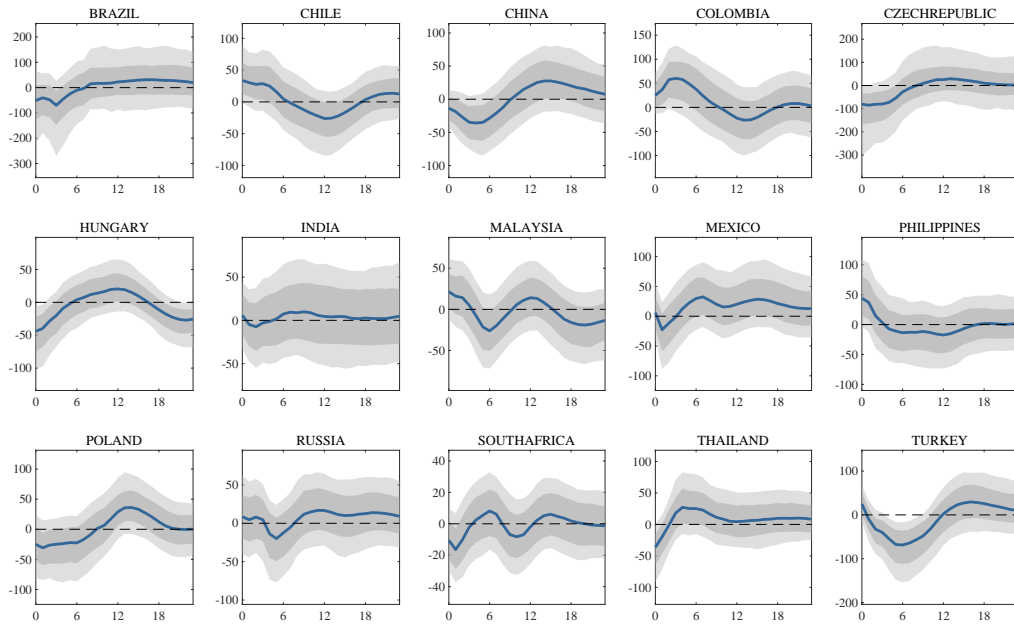 BRAZIL CHILE CHINA COLOMBIA CZECHREPUBLIC
200 100 0 -100 -200 -300
0 6 12 18
100 50 0 -50 -100
0 6 12 18
100 50 0 -50 -100
0 6 12 18
150 100 50 0 -50 -100
0 6 12 18
200 100 0 -100 -200 -300
0 6 12 18
HUNGARY INDIA MALAYSIA MEXICO PHILIPPINES
50 0 -50 -100
0 6 12 18
50 0 -50
0 6 12 18
50 0 -50
0 6 12 18
100 50 0 -50 -100
0 6 12 18
100 50 0 -50 -100
0 6 12 18
POLAND RUSSIA SOUTHAFRICA THAILAND TURKEY
100 50 0 -50 -100
0 6 12 18
50 0 -50 -100
0 6 12 18
40 20 0 -20 -40
0 6 12 18
100 50 0 -50 -100
0 6 12 18
100 0 -100 -200
0 6 12 18